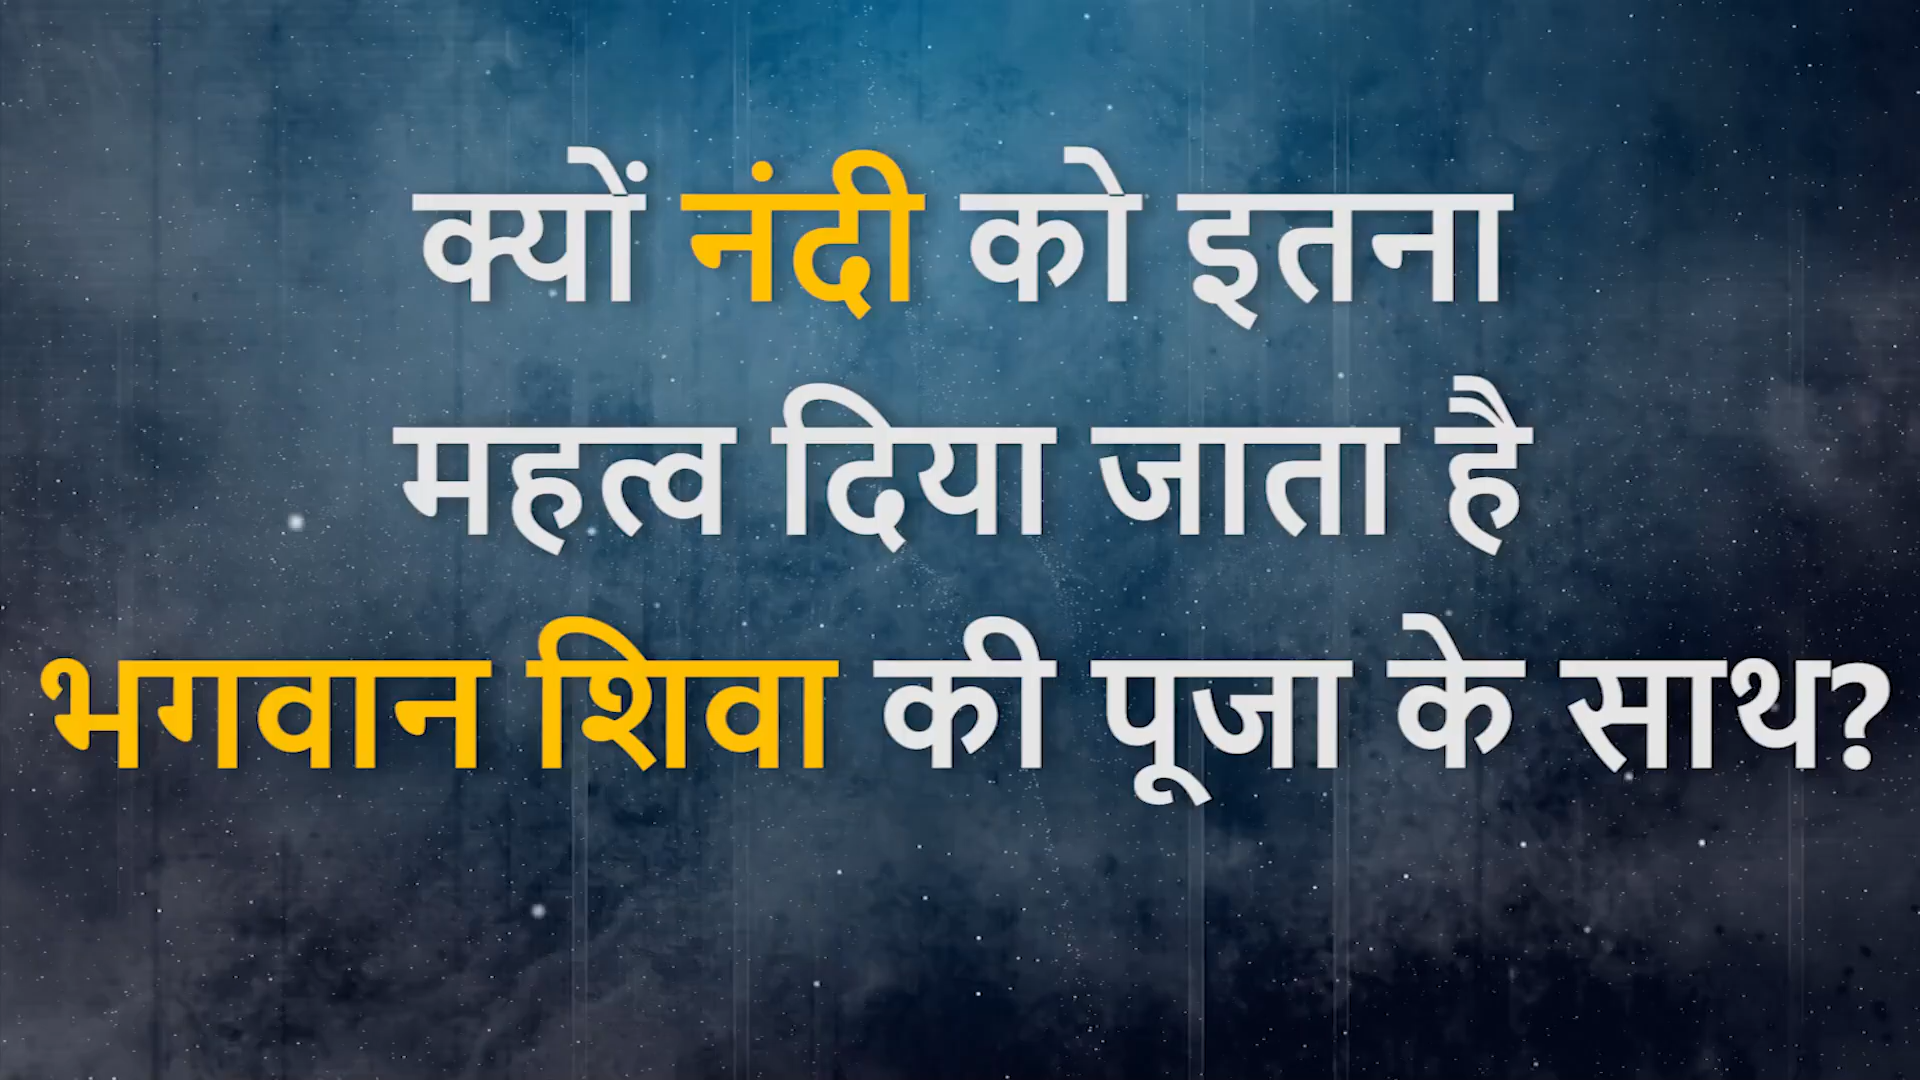 क्यों नंदी को इतना
महत्व दिया जाता है
भगवान शिवा की पूजा के साथ?